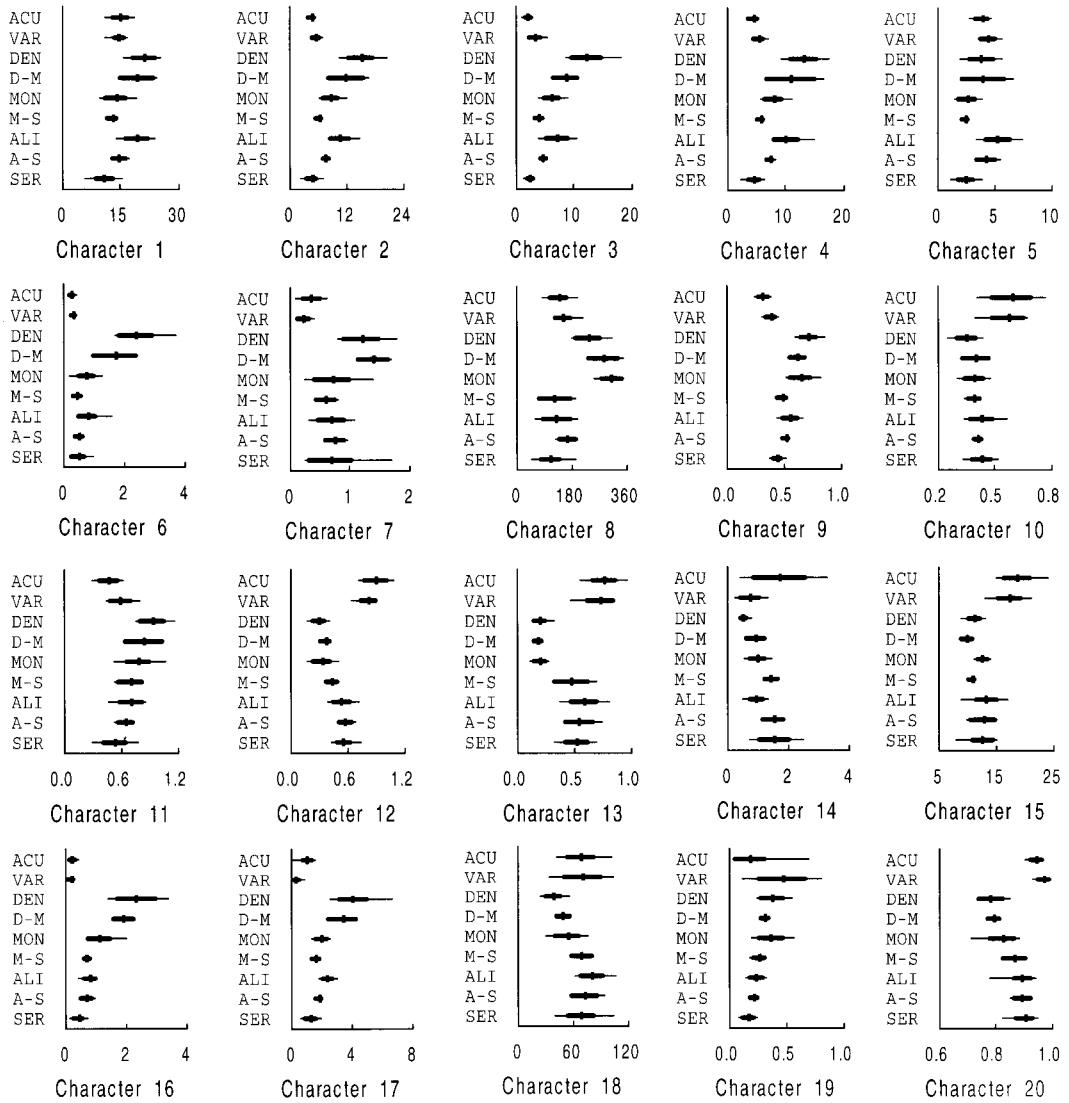 ACU ACU ACU ACU ACU
VAR VAR VAR VAR VAR
DEN DEN DEN DEN DEN
D-M D-M D-M D-M D-M
MON MON MON MON MON
M-S M-S M-S M-S M-S
ALI ALI ALI ALI ALI
A-S A-S A-S A-S A-S
SER SER SER SER SER
0 15 30 0 12 24 0 10 20 0 10 20 0 5 10
Character 1 Character 2 Character 3 Character 4 Character 5
ACU ACU ACU ACU ACU
VAR VAR VAR VAR VAR
DEN DEN DEN DEN DEN
D-M D-M D-M D-M D-M
MON MON MON MON MON
M-S M-S M-S M-S M-S
ALI ALI ALI ALI ALI
A-S A-S A-S A-S A-S
SER SER SER SER SER
0 2 4 0 1 2 0 180 360 0.0 0.5 1.0 0.2 0.5 0.8
Character 6 Character 7 Character 8 Character 9 Character 10
ACU ACU ACU ACU ACU
VAR VAR VAR VAR VAR
DEN DEN DEN DEN DEN
D-M D-M D-M D-M D-M
MON MON MON MON MON
M-S M-S M-S M-S M-S
ALI ALI ALI ALI ALI
A-S A-S A-S A-S A-S
SER SER SER SER SER
0.0 0.6 1.2 0.0 0.6 1.2 0.0 0.5 1.0 0 2 4 5 15 25
Character 11 Character 12 Character 13 Character 14 Character 15
ACU ACU ACU ACU ACU
VAR VAR VAR VAR VAR
DEN DEN DEN DEN DEN
D-M D-M D-M D-M D-M
MON MON MON MON MON
M-S M-S M-S M-S M-S
ALI ALI ALI ALI ALI
A-S A-S A-S A-S A-S
SER SER SER SER SER
0 2 4 0 4 8 0 60 120 0.0 0.5 1.0 0.6 0.8 1.0
Character 16 Character 17 Character 18 Character 19 Character 20